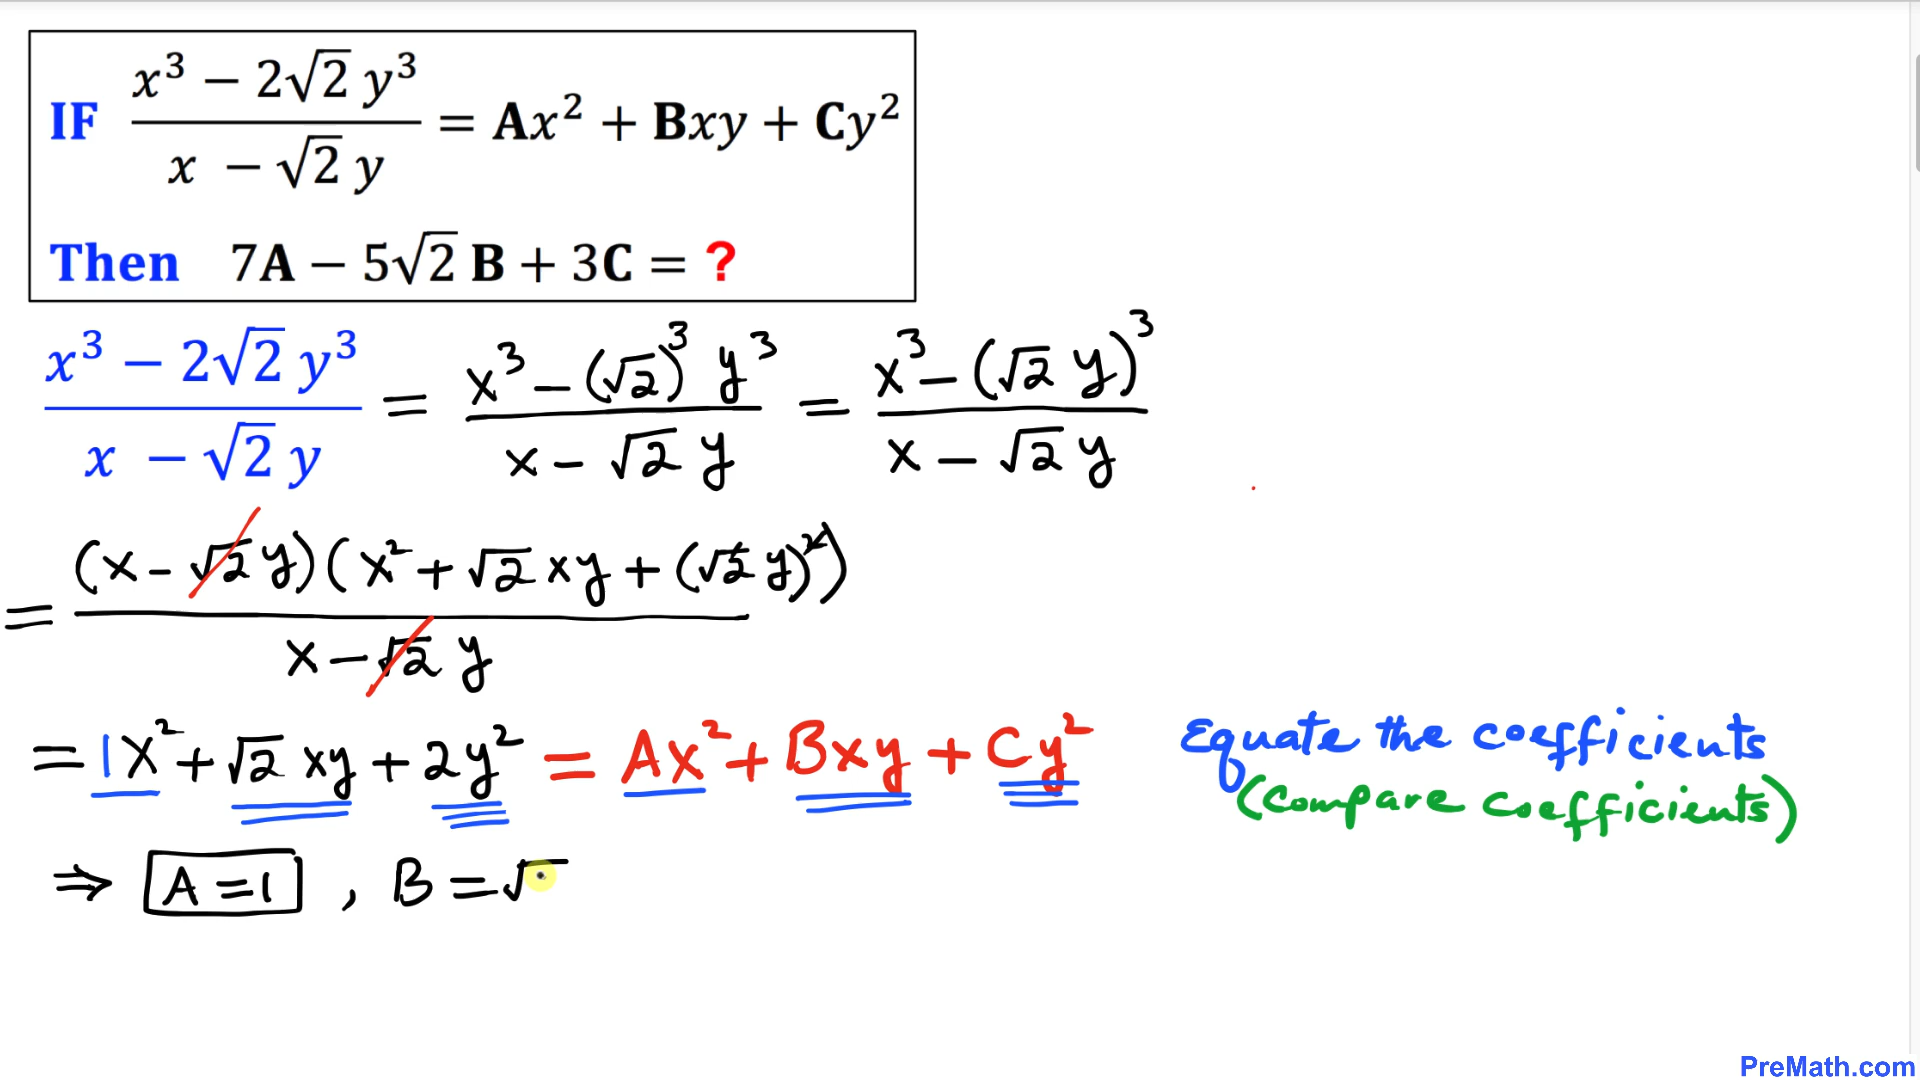 IF (x³ − 2√2 y³)/(x − √2 y) = Ax² + Bxy + Cy²
Then 7A − 5√2 B + 3C = ?
(x³ − 2√2 y³)/(x − √2 y) = (x³ − (√2)³ y³)/(x − √2 y) = (x³ − (√2 y)³)/(x − √2 y)
= (x − √2 y)(x² + √2 xy + (√2 y)²)/(x − √2 y)
= 1x² + √2 xy + 2y² = Ax² + Bxy + Cy² Equate the coefficients
(compare coefficients)
⇒ A = 1 , B = √
PreMath.com